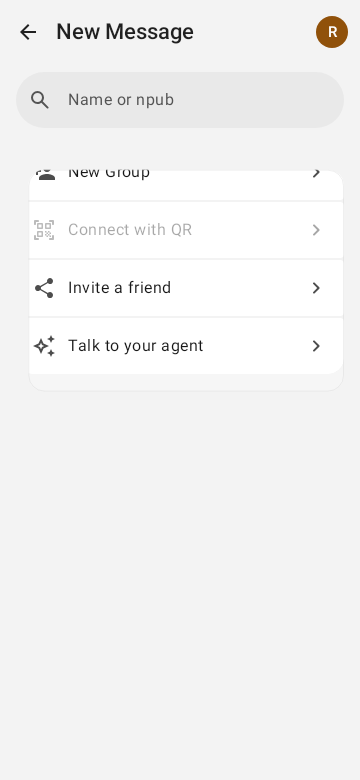 New Message
R
Name or npub
New Group
Connect with QR
Invite a friend
Talk to your agent